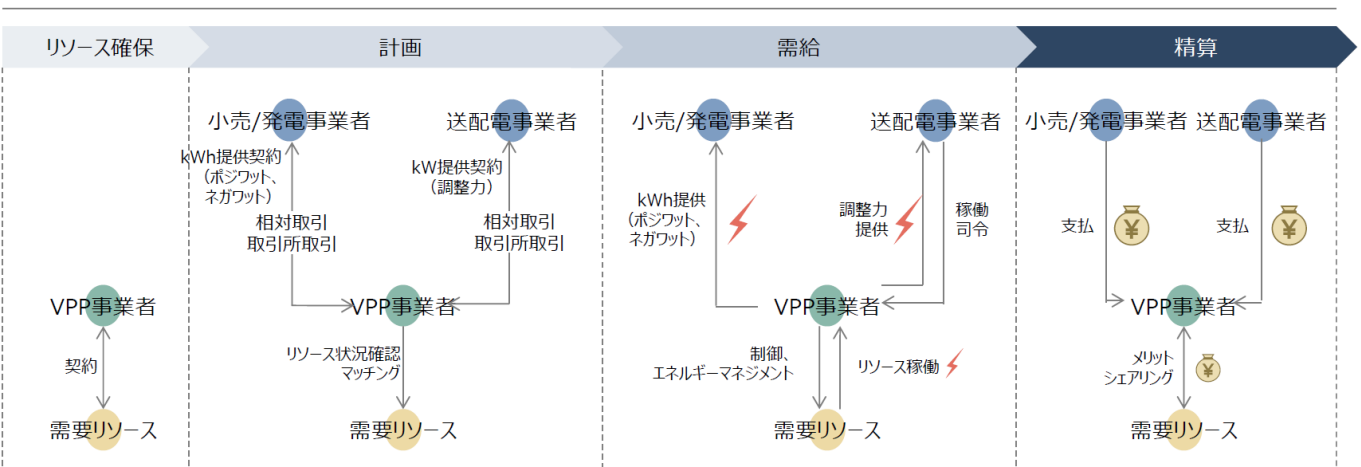 リソース確保
計画
需給
精算
VPP事業者
契約
需要リソース
小売/発電事業者
送配電事業者
kWh提供契約
（ポジワット、
ネガワット）
kW提供契約
（調整力）
相対取引
取引所取引
相対取引
取引所取引
VPP事業者
リソース状況確認
マッチング
需要リソース
小売/発電事業者
送配電事業者
kWh提供
（ポジワット、
ネガワット）
調整力
提供
稼働
司令
VPP事業者
制御、
エネルギーマネジメント
リソース稼働
需要リソース
小売/発電事業者
送配電事業者
支払
¥
支払
¥
VPP事業者
メリット
シェアリング
¥
需要リソース